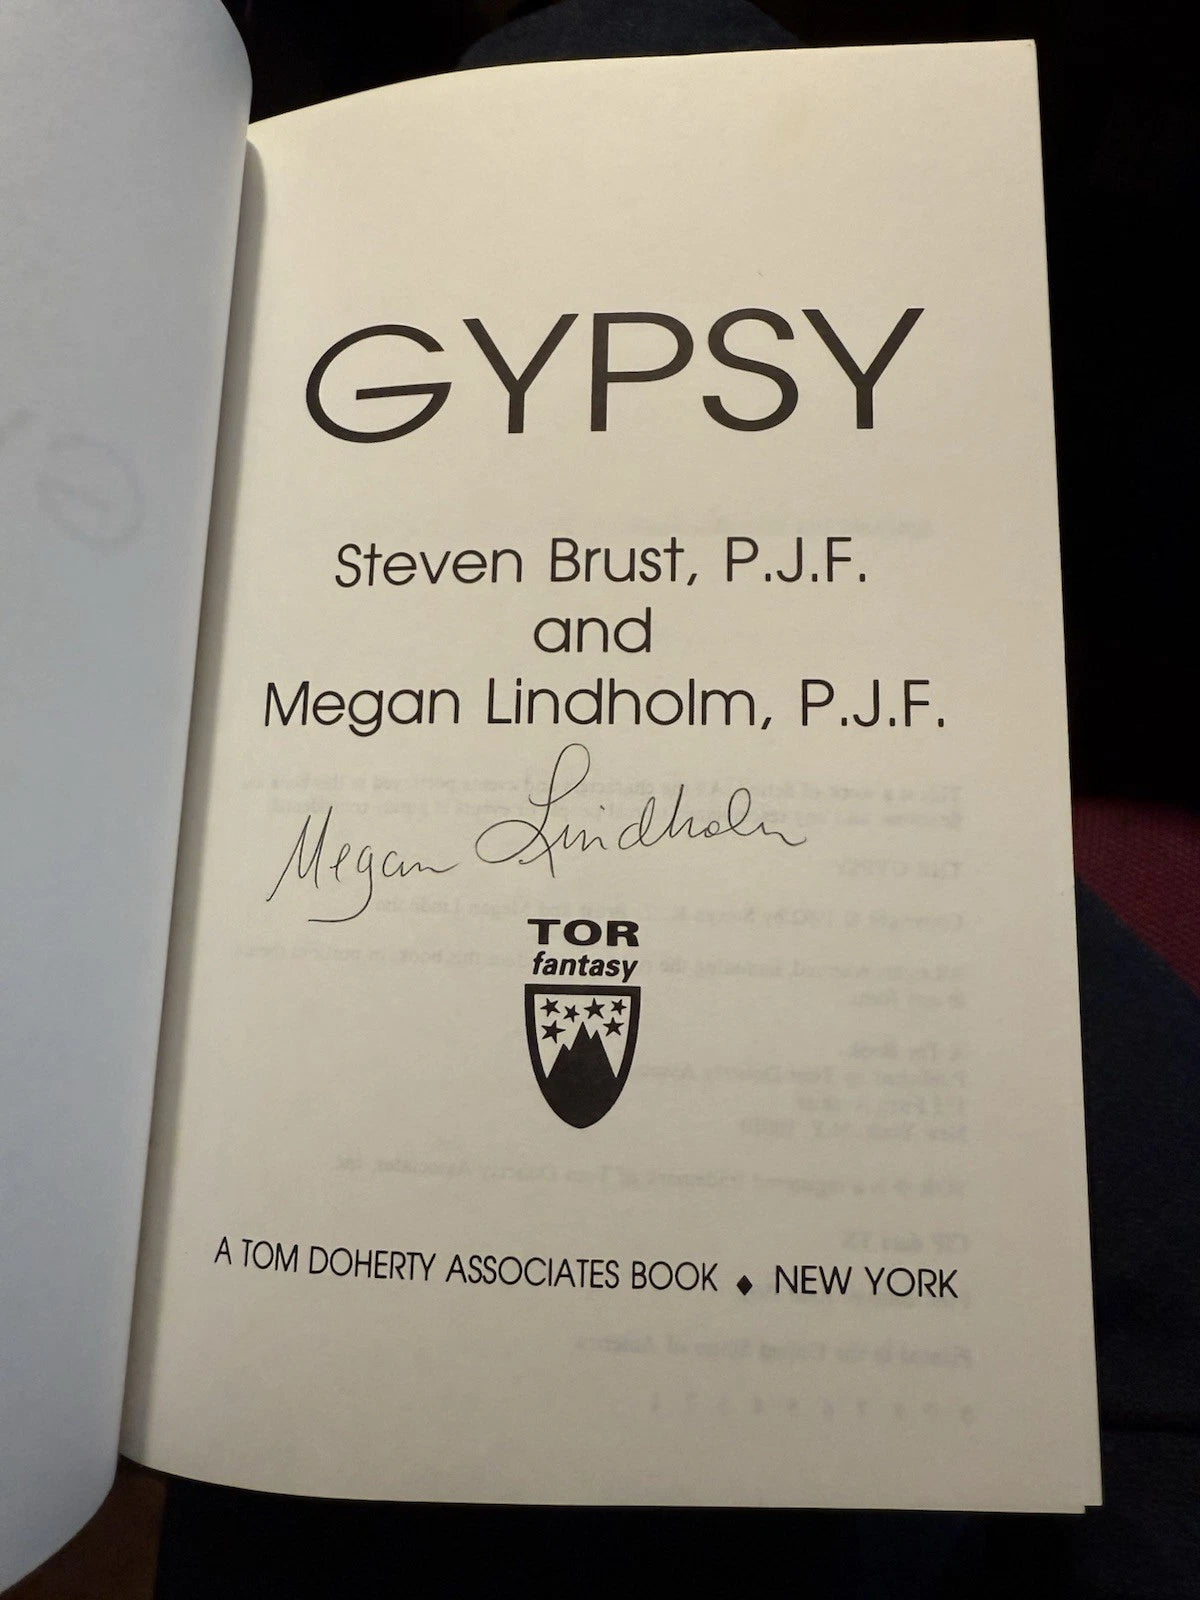 GYPSY
Steven Brust, P.J.F.
and
Megan Lindholm, P.J.F.
Megan Lindholm
TOR
fantasy
A TOM DOHERTY ASSOCIATES BOOK ♦ NEW YORK